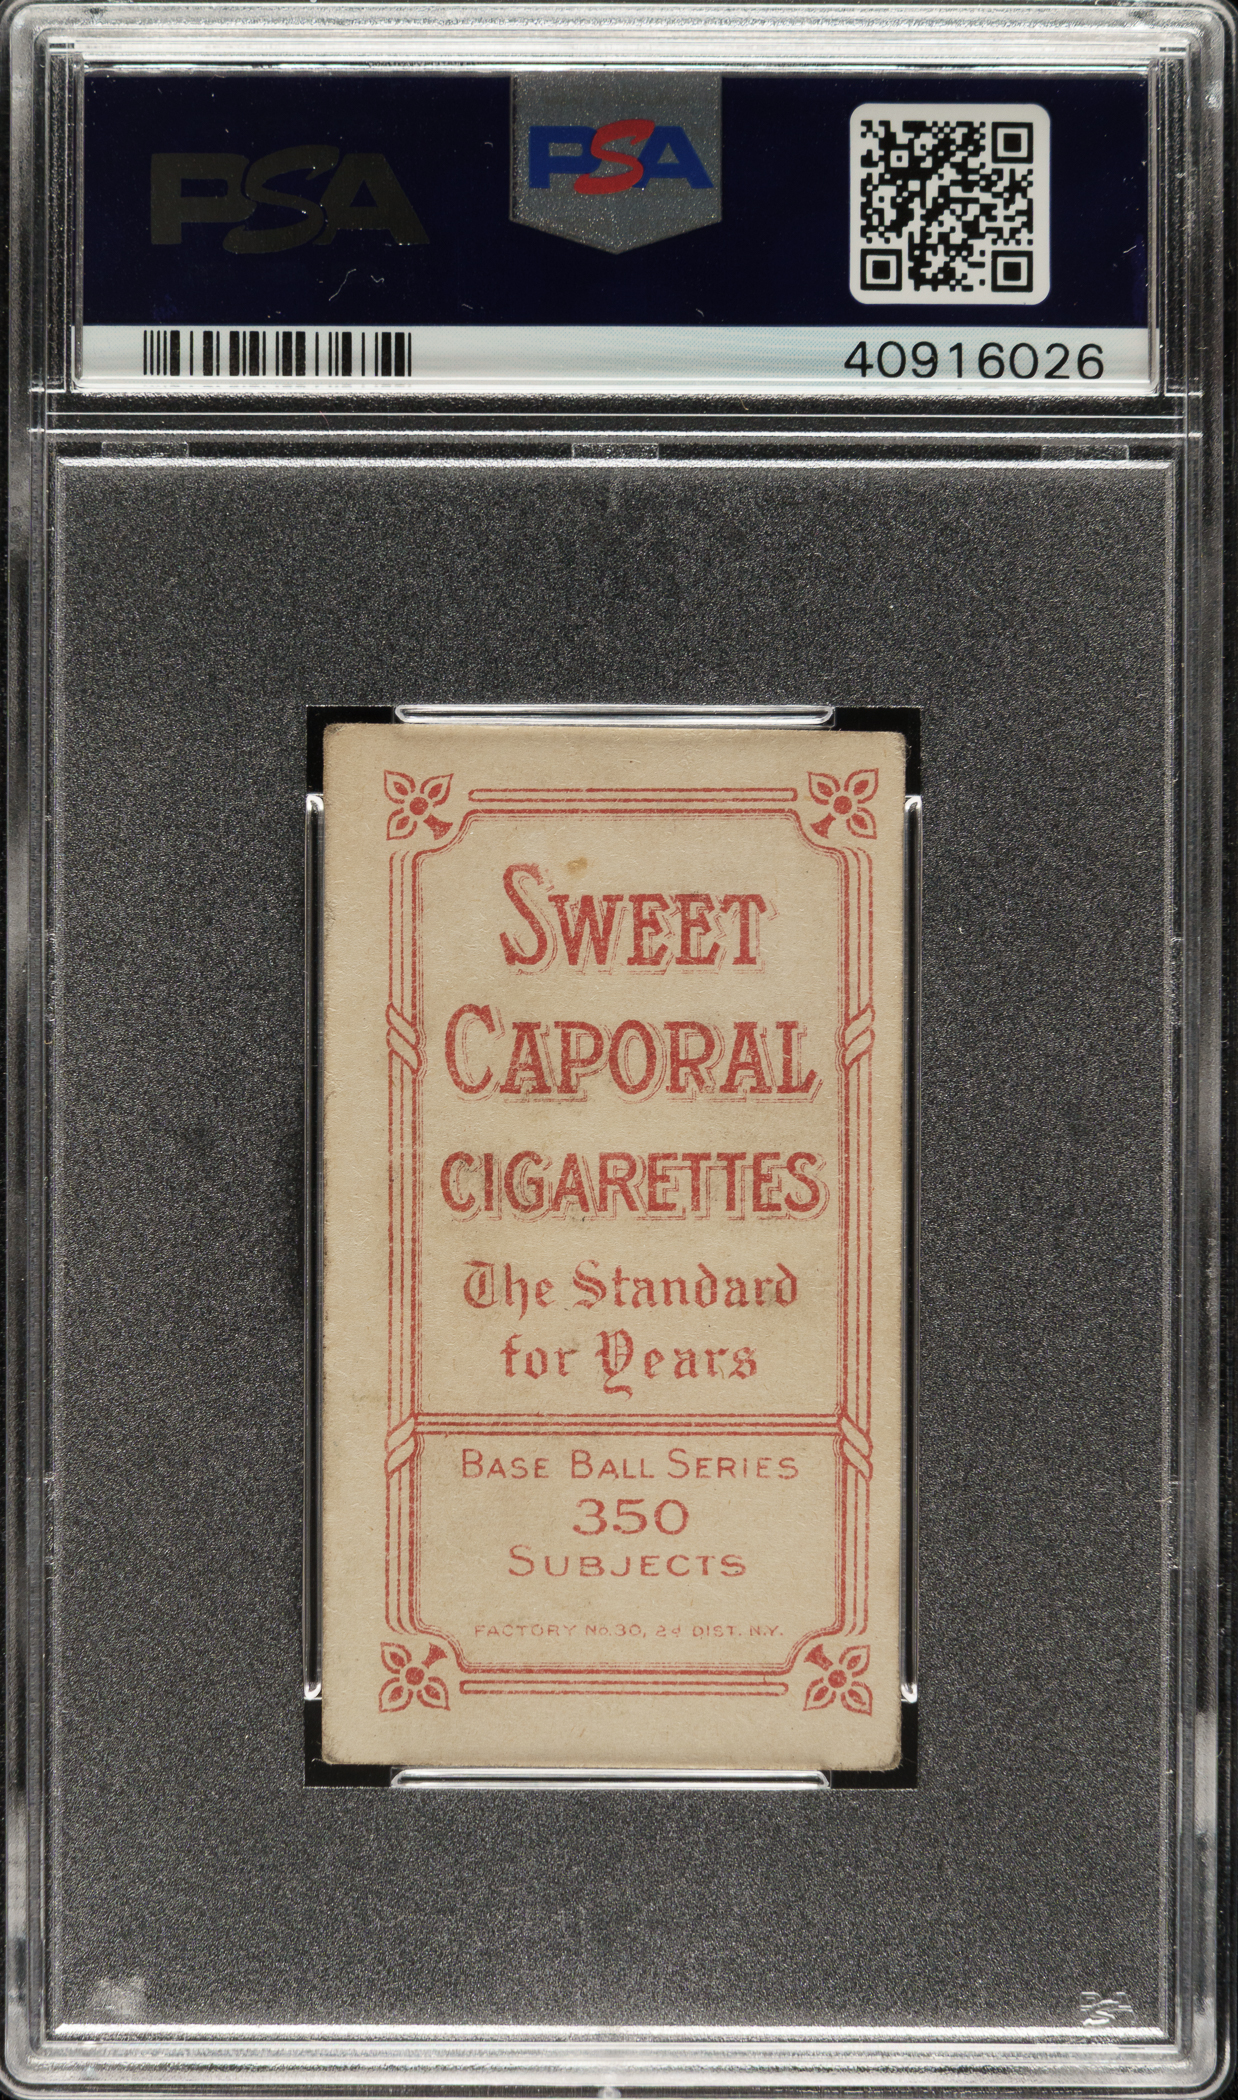 PSA
PSA
40916026
SWEET
CAPORAL
CIGARETTES
The Standard
for Years
BASE BALL SERIES
350
SUBJECTS
FACTORY No. 30, 2d DIST. N.Y.
PSA